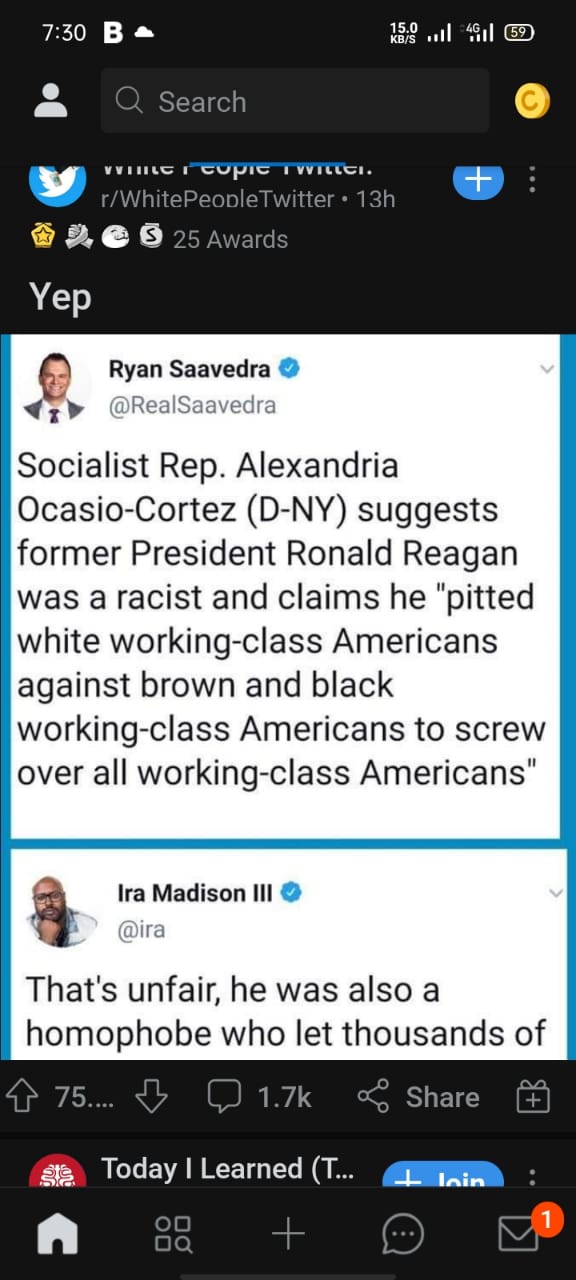 7:30 B 15.0 KB/S 4G 59
Search
White People Twitter.
r/WhitePeopleTwitter • 13h
25 Awards
Yep
Ryan Saavedra
@RealSaavedra
Socialist Rep. Alexandria
Ocasio-Cortez (D-NY) suggests
former President Ronald Reagan
was a racist and claims he "pitted
white working-class Americans
against brown and black
working-class Americans to screw
over all working-class Americans"
Ira Madison III
@ira
That's unfair, he was also a
homophobe who let thousands of
75.... 1.7k Share
Today I Learned (T... Join
1